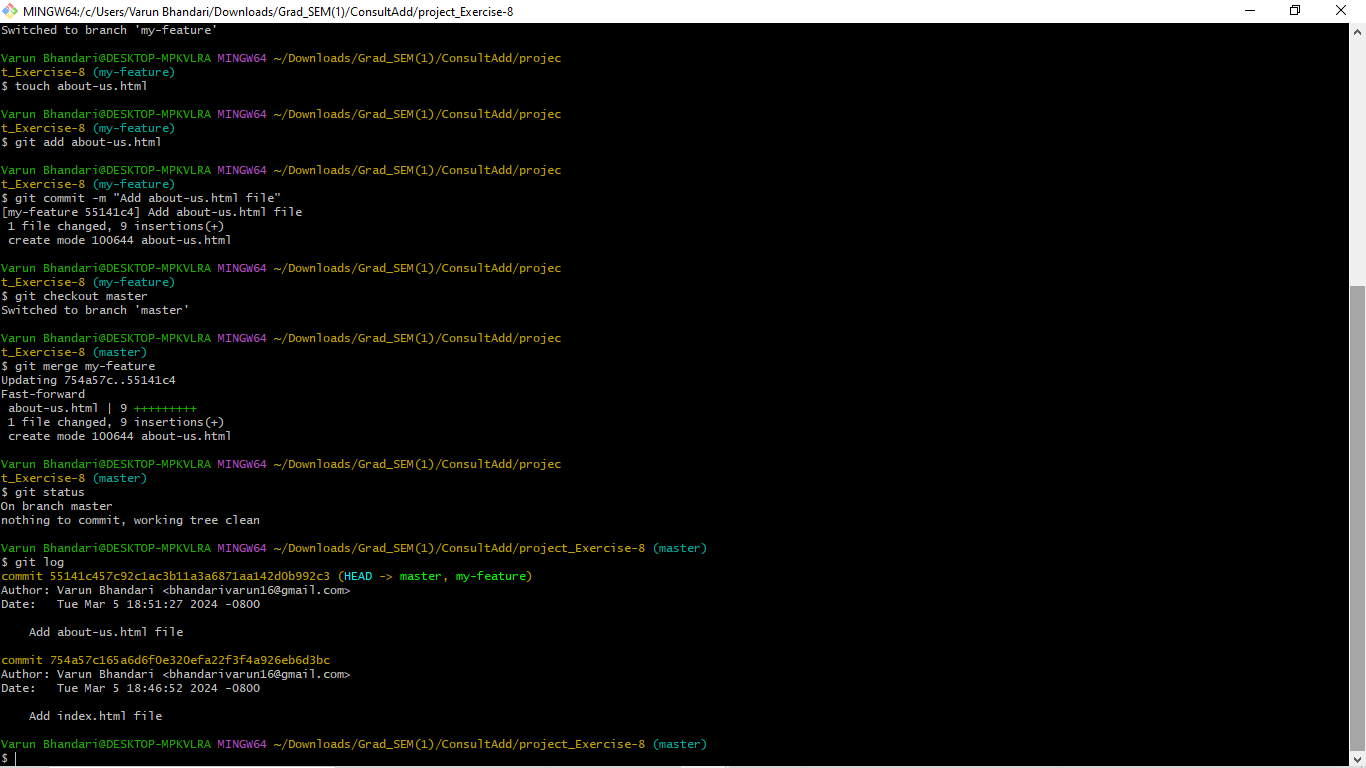 MINGW64:/c/Users/Varun Bhandari/Downloads/Grad_SEM(1)/ConsultAdd/project_Exercise-8
Switched to branch 'my-feature'
Varun Bhandari@DESKTOP-MPKVLRA MINGW64 ~/Downloads/Grad_SEM(1)/ConsultAdd/projec
t_Exercise-8 (my-feature)
$ touch about-us.html
Varun Bhandari@DESKTOP-MPKVLRA MINGW64 ~/Downloads/Grad_SEM(1)/ConsultAdd/projec
t_Exercise-8 (my-feature)
$ git add about-us.html
Varun Bhandari@DESKTOP-MPKVLRA MINGW64 ~/Downloads/Grad_SEM(1)/ConsultAdd/projec
t_Exercise-8 (my-feature)
$ git commit -m "Add about-us.html file"
[my-feature 55141c4] Add about-us.html file
 1 file changed, 9 insertions(+)
 create mode 100644 about-us.html
Varun Bhandari@DESKTOP-MPKVLRA MINGW64 ~/Downloads/Grad_SEM(1)/ConsultAdd/projec
t_Exercise-8 (my-feature)
$ git checkout master
Switched to branch 'master'
Varun Bhandari@DESKTOP-MPKVLRA MINGW64 ~/Downloads/Grad_SEM(1)/ConsultAdd/projec
t_Exercise-8 (master)
$ git merge my-feature
Updating 754a57c..55141c4
Fast-forward
 about-us.html | 9 +++++++++
 1 file changed, 9 insertions(+)
 create mode 100644 about-us.html
Varun Bhandari@DESKTOP-MPKVLRA MINGW64 ~/Downloads/Grad_SEM(1)/ConsultAdd/projec
t_Exercise-8 (master)
$ git status
On branch master
nothing to commit, working tree clean
Varun Bhandari@DESKTOP-MPKVLRA MINGW64 ~/Downloads/Grad_SEM(1)/ConsultAdd/project_Exercise-8 (master)
$ git log
commit 55141c457c92c1ac3b11a3a6871aa142d0b992c3 (HEAD -> master, my-feature)
Author: Varun Bhandari <bhandarivarun16@gmail.com>
Date:   Tue Mar 5 18:51:27 2024 -0800
    Add about-us.html file
commit 754a57c165a6d6f0e320efa22f3f4a926eb6d3bc
Author: Varun Bhandari <bhandarivarun16@gmail.com>
Date:   Tue Mar 5 18:46:52 2024 -0800
    Add index.html file
Varun Bhandari@DESKTOP-MPKVLRA MINGW64 ~/Downloads/Grad_SEM(1)/ConsultAdd/project_Exercise-8 (master)
$